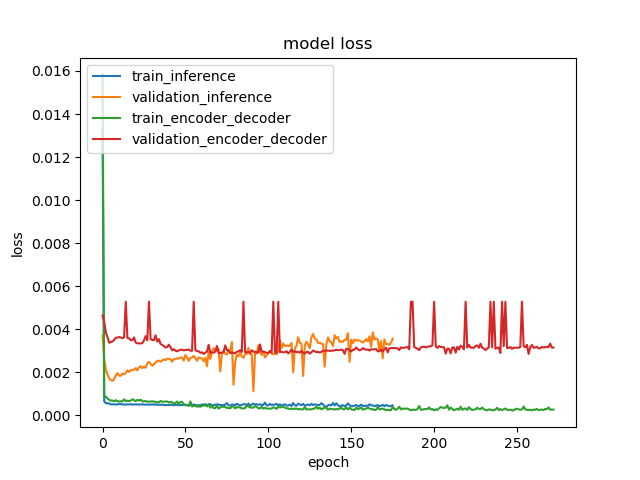 model loss
train_inference
validation_inference
train_encoder_decoder
validation_encoder_decoder
loss
0.016
0.014
0.012
0.010
0.008
0.006
0.004
0.002
0.000
0
50
100
150
200
250
epoch